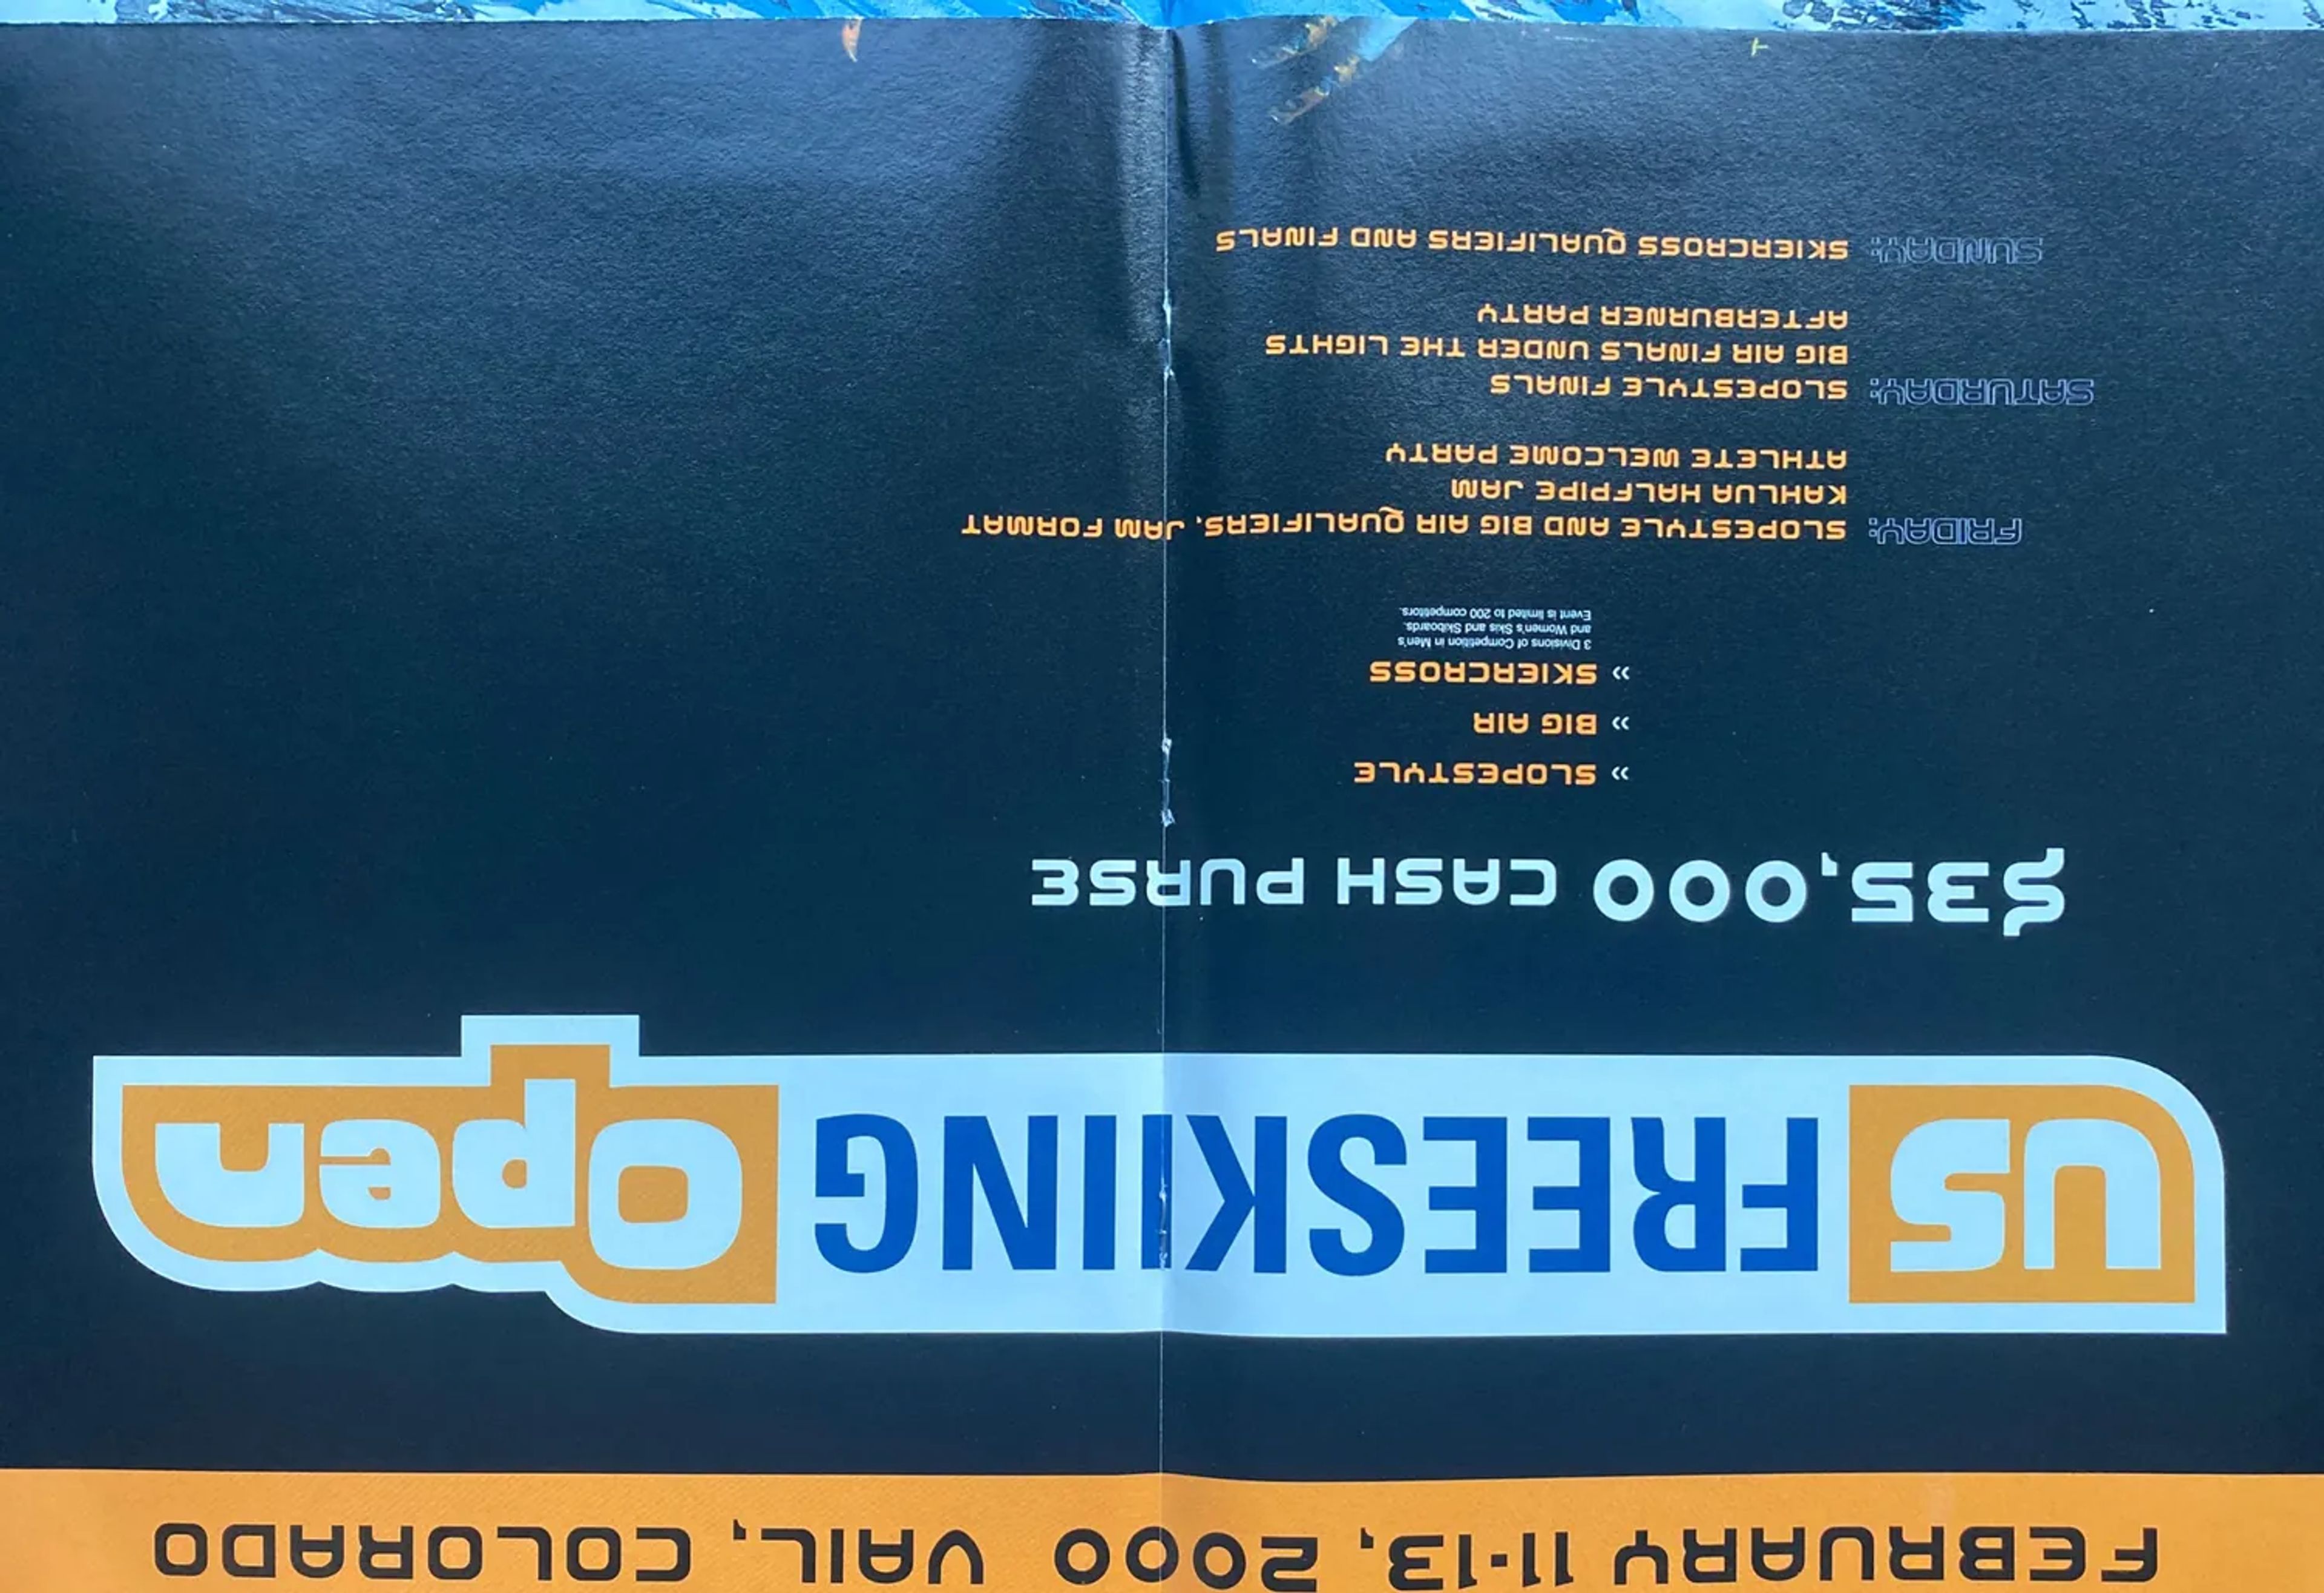 FEBRUARY 11-13, 2000 VAIL, COLORADO
US FREESKIING Open
$35,000 CASH PURSE
» SLOPESTYLE
» BIG AIR
» SKIERCROSS
3 Divisions of Competition in Men's
and Women's Skis and Skiboards.
Event is limited to 200 competitors.
FRIDAY: SLOPESTYLE AND BIG AIR QUALIFIERS, JAM FORMAT
KAHLUA HALFPIPE JAM
ATHLETE WELCOME PARTY
SATURDAY: SLOPESTYLE FINALS
BIG AIR FINALS UNDER THE LIGHTS
AFTERBURNER PARTY
SUNDAY: SKIERCROSS QUALIFIERS AND FINALS